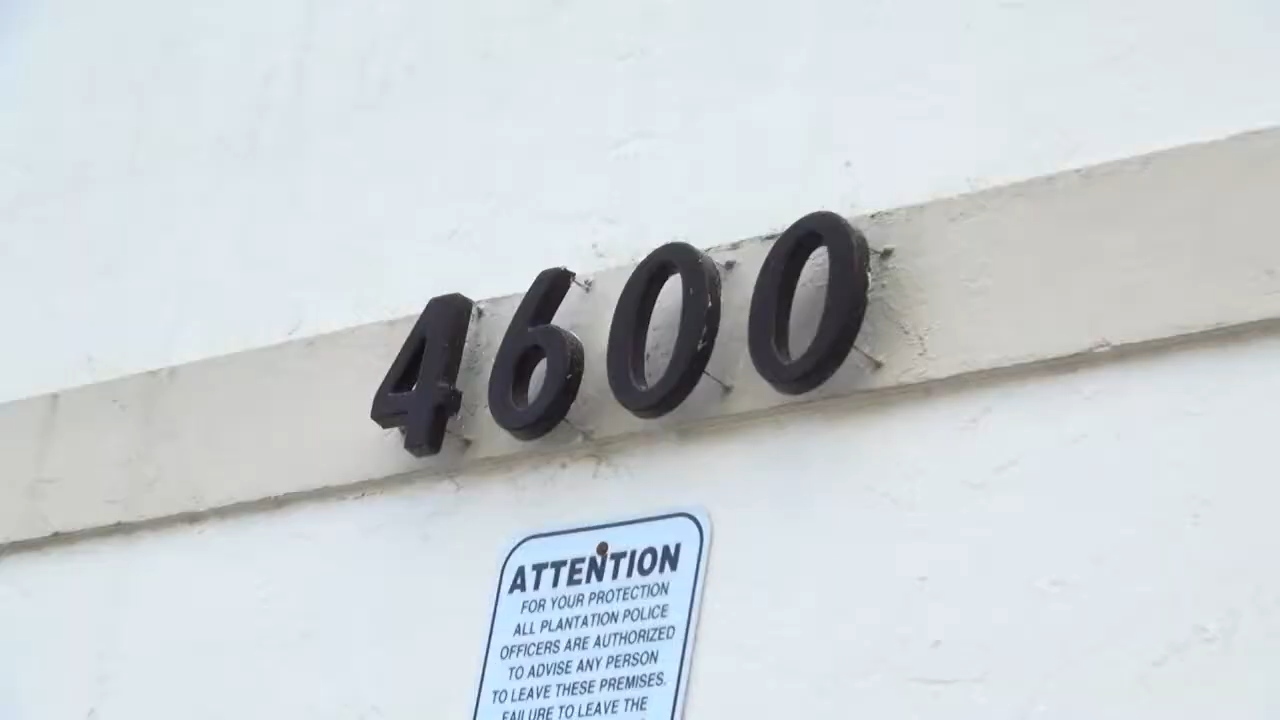 4600
ATTENTION
FOR YOUR PROTECTION
ALL PLANTATION POLICE
OFFICERS ARE AUTHORIZED
TO ADVISE ANY PERSON
TO LEAVE THESE PREMISES.
FAILURE TO LEAVE THE